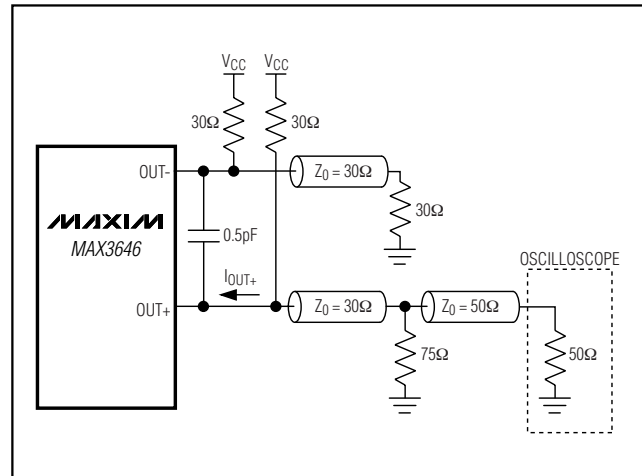 VCC VCC
30Ω 30Ω
OUT- Z0 = 30Ω
MAXIM
MAX3646
0.5pF
30Ω
OSCILLOSCOPE
IOUT+
OUT+ Z0 = 30Ω Z0 = 50Ω
75Ω 50Ω